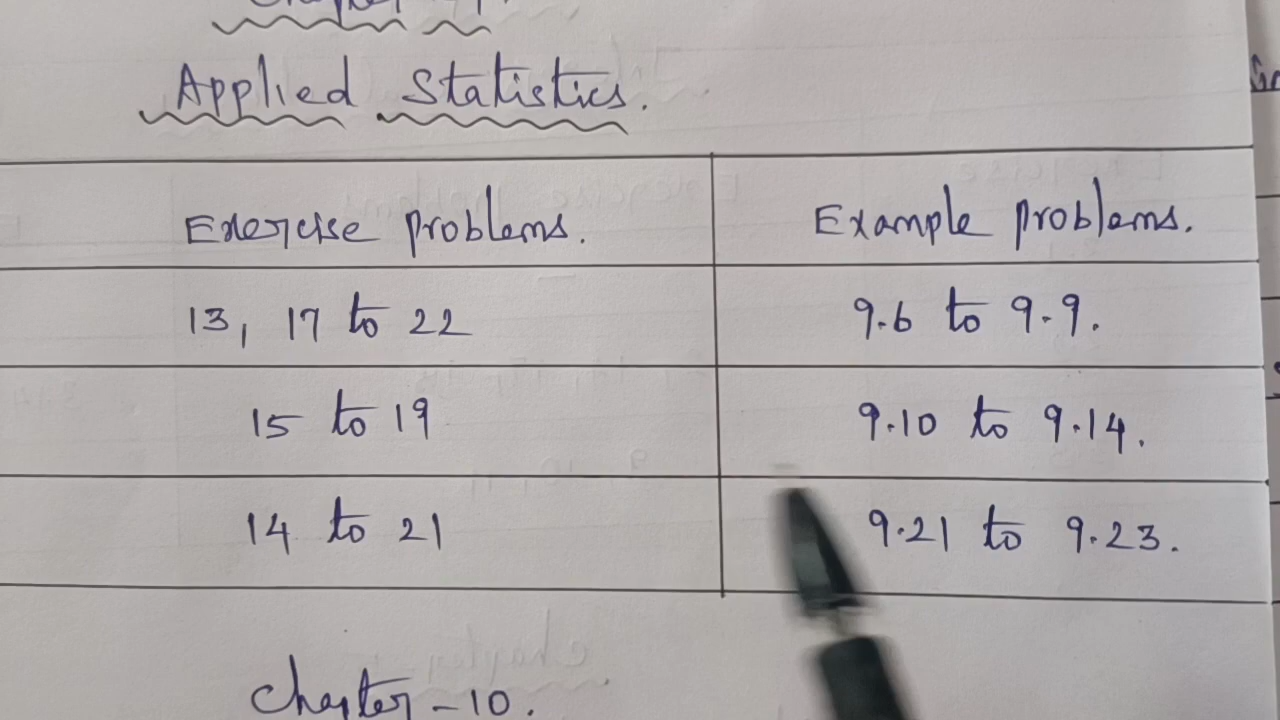 Applied Statistics.
Exercise problems. Example problems.
13, 17 to 22 9.6 to 9.9.
15 to 19 9.10 to 9.14.
14 to 21 9.21 to 9.23.
Chapter - 10.